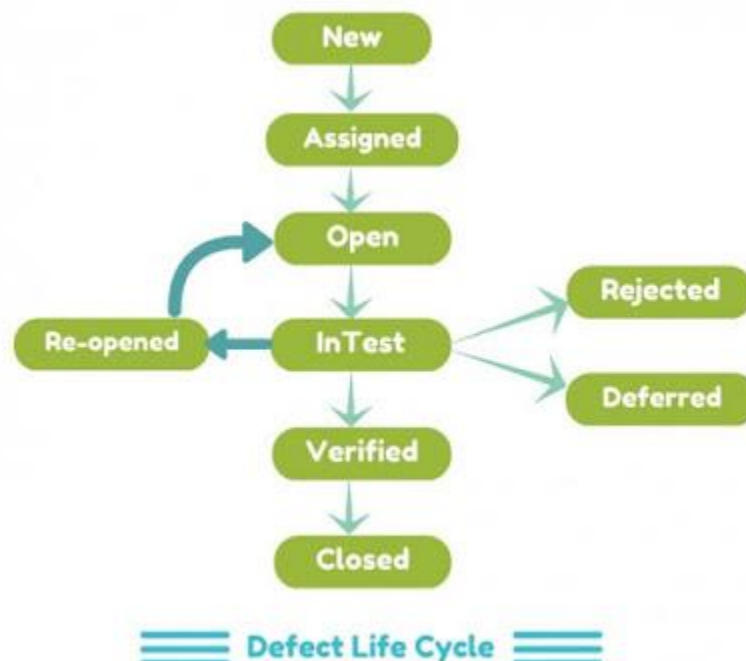 New
Assigned
Open
Rejected
Re-opened
InTest
Deferred
Verified
Closed
Defect Life Cycle